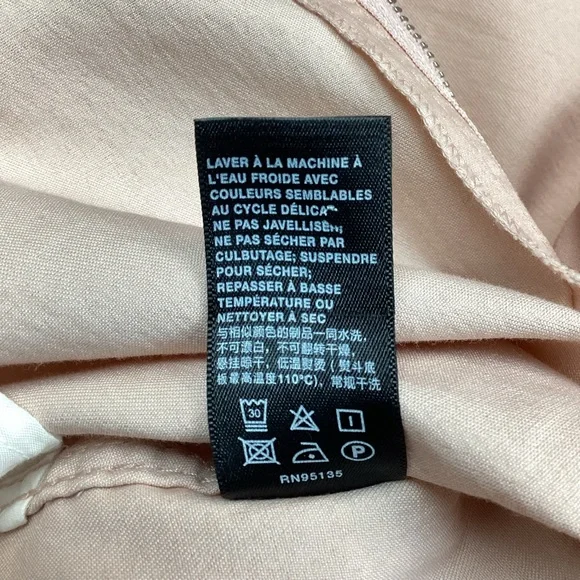 LAVER À LA MACHINE À
L'EAU FROIDE AVEC
COULEURS SEMBLABLES
AU CYCLE DÉLICAT;
NE PAS JAVELLISER;
NE PAS SÉCHER PAR
CULBUTAGE; SUSPENDRE
POUR SÉCHER;
REPASSER À BASSE
TEMPÉRATURE OU
NETTOYER À SEC
与相似颜色的制品一同水洗,
不可漂白, 不可翻转干燥,
悬挂晾干, 低温熨烫 (熨斗底
板最高温度110°C), 常规干洗
30
P
RN95135